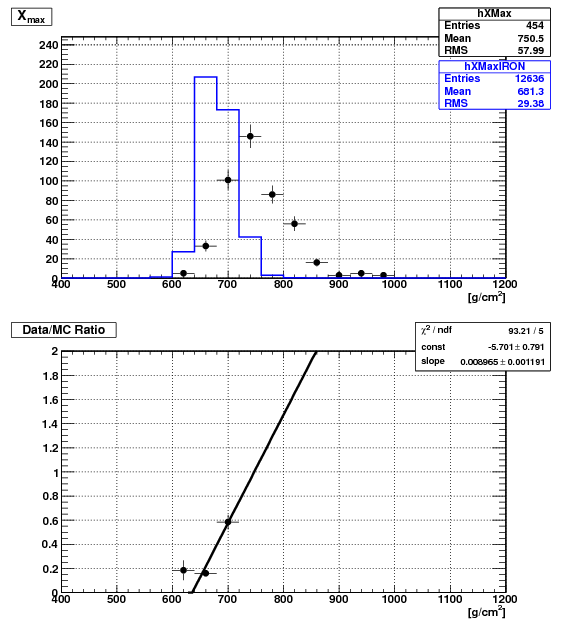 X_max
hXMax
Entries 454
Mean 750.5
RMS 57.99
hXMaxIRON
Entries 12636
Mean 681.3
RMS 29.38
240
220
200
180
160
140
120
100
80
60
40
20
0
400 500 600 700 800 900 1000 1100 1200
[g/cm²]
Data/MC Ratio
χ² / ndf 93.21 / 5
const -5.701 ± 0.791
slope 0.008965 ± 0.001191
2
1.8
1.6
1.4
1.2
1
0.8
0.6
0.4
0.2
0
400 500 600 700 800 900 1000 1100 1200
[g/cm²]